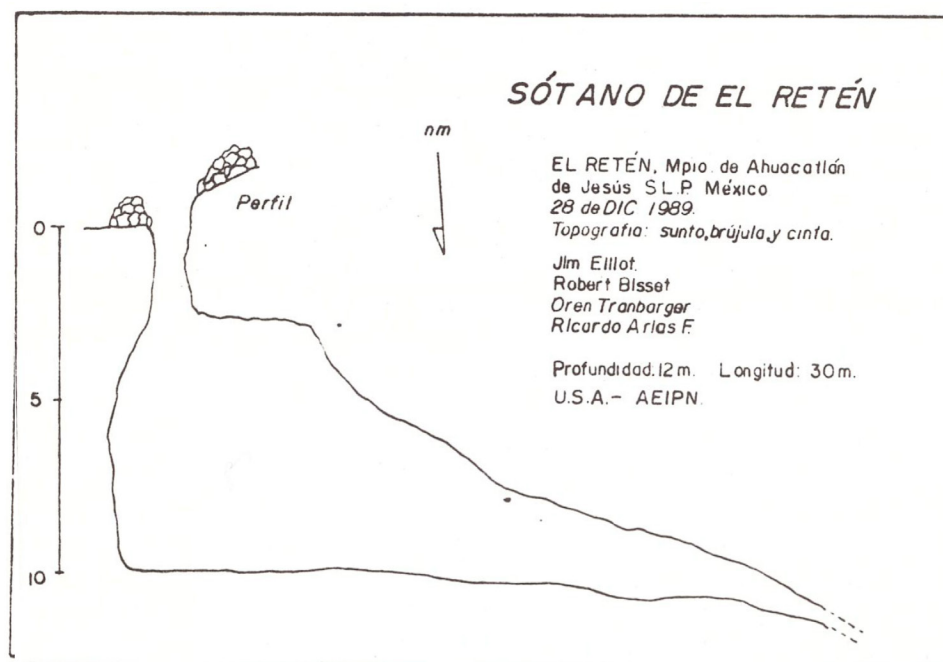 SÓTANO DE EL RETÉN
nm
EL RETÉN, Mpio. de Ahuacatlán
de Jesús S.L.P. México
28 de DIC 1989.
Topografia: sunto, brújula, y cinta.
Jim Elliot.
Robert Bisset
Oren Tranbarger
Ricardo Arias F.
Profundidad: 12 m. Longitud: 30 m.
U.S.A.- AEIPN.
Perfil
0
5
10